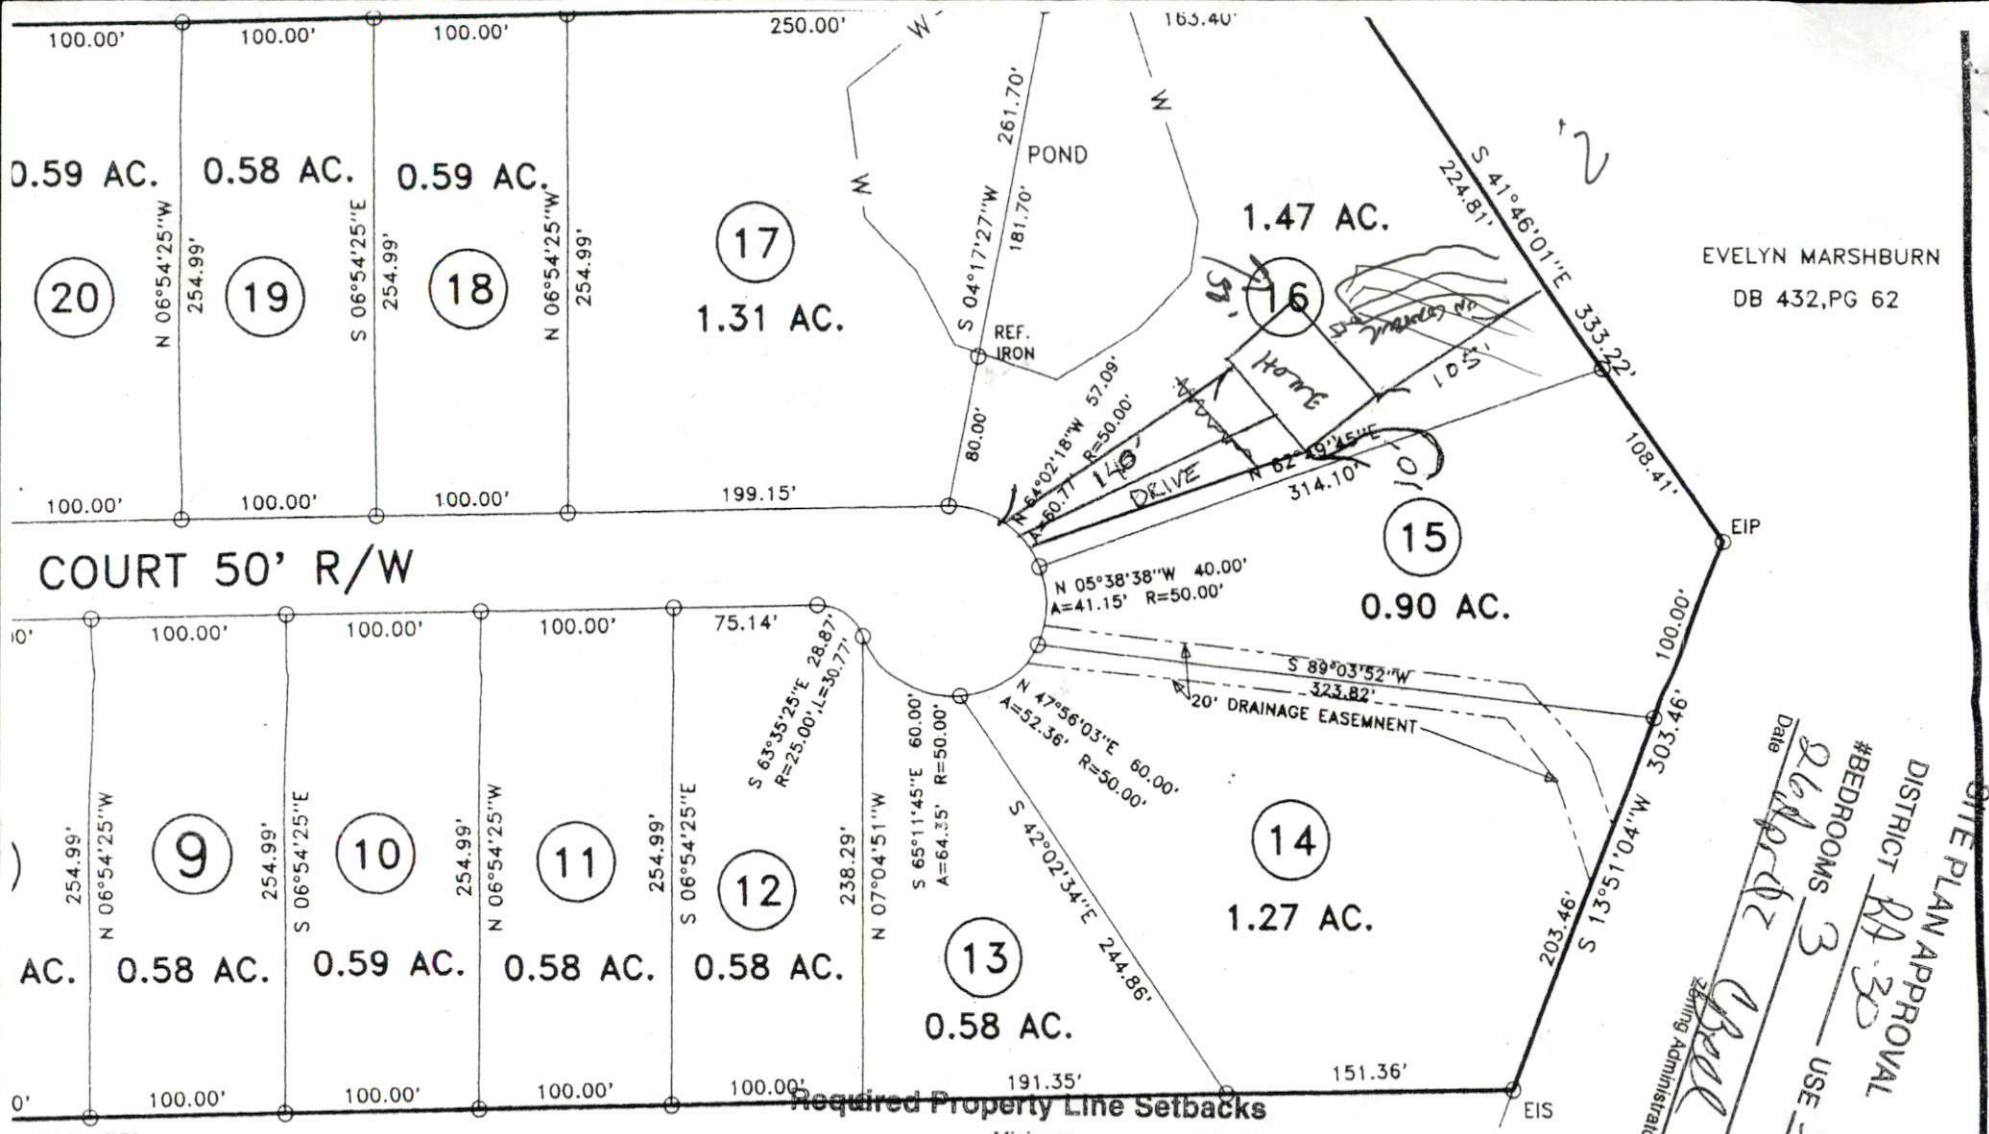 100.00'
100.00'
100.00'
250.00'
W
163.40'
0.59 AC.
0.58 AC.
0.59 AC.
20
19
18
17
1.31 AC.
N 06°54'25"W
254.99'
S 06°54'25"E
254.99'
N 06°54'25"W
254.99'
W
W
S 04°17'27"W
261.70'
181.70'
POND
REF.
IRON
80.00'
1.47 AC.
16
S 41°46'01"E
333.22'
224.81'
108.41'
EVELYN MARSHBURN
DB 432,PG 62
58'
HOME
105'
10'
140'
DRIVE
N 64°02'18"W 57.09'
A=60.77' R=50.00'
N 82°49'45"E
314.10'
100.00'
100.00'
100.00'
199.15'
COURT 50' R/W
15
0.90 AC.
EIP
N 05°38'38"W 40.00'
A=41.15' R=50.00'
100.00'
303.46'
S 89°03'52"W
323.82'
20' DRAINAGE EASEMNENT
0'
100.00'
100.00'
100.00'
75.14'
S 63°35'25"E 28.87'
R=25.00',L=30.77'
S 65°11'45"E 60.00'
A=64.35' R=50.00'
N 47°56'03"E 60.00'
A=52.36' R=50.00'
S 42°02'34"E 244.86'
254.99'
N 06°54'25"W
254.99'
S 06°54'25"E
254.99'
N 06°54'25"W
254.99'
S 06°54'25"E
238.29'
N 07°04'51"W
9
10
11
12
13
14
AC.
0.58 AC.
0.59 AC.
0.58 AC.
0.58 AC.
0.58 AC.
1.27 AC.
203.46'
S 13°51'04"W
0'
100.00'
100.00'
100.00'
100.00'
191.35'
151.36'
EIS
Required Property Line Setbacks
SITE PLAN APPROVAL
DISTRICT RA-30
USE
#BEDROOMS 3
Date
Zoning Administrato